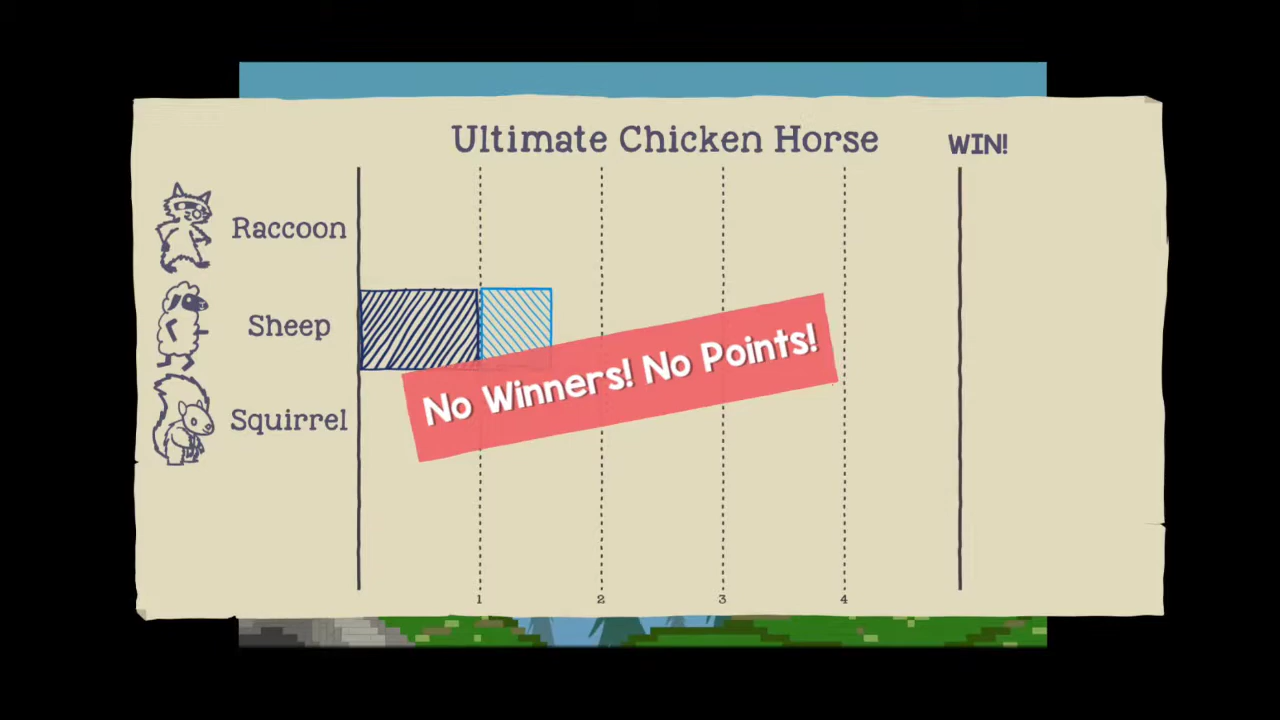 Ultimate Chicken Horse
WIN!
Raccoon
Sheep
No Winners! No Points!
Squirrel
1 2 3 4